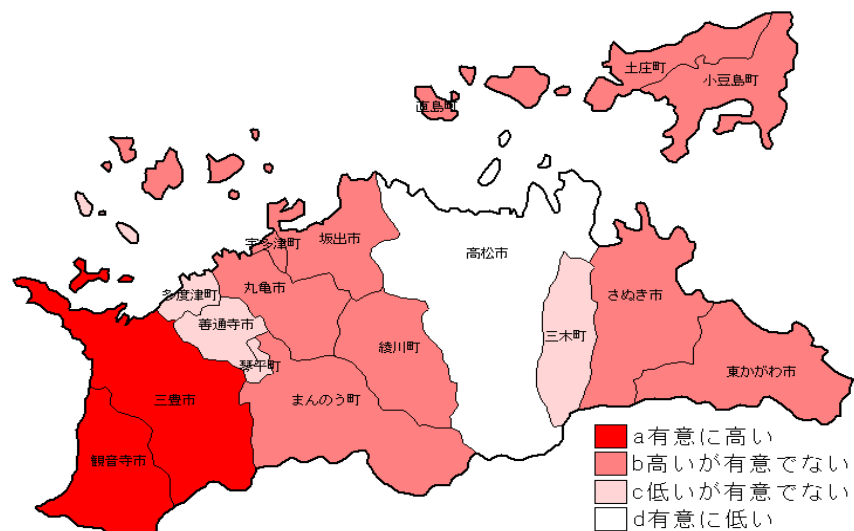 土庄町
小豆島町
直島町
宇多津町
坂出市
高松市
多度津町
丸亀市
さぬき市
善通寺市
三木町
綾川町
琴平町
東かがわ市
三豊市
まんのう町
観音寺市
a有意に高い
b高いが有意でない
c低いが有意でない
d有意に低い